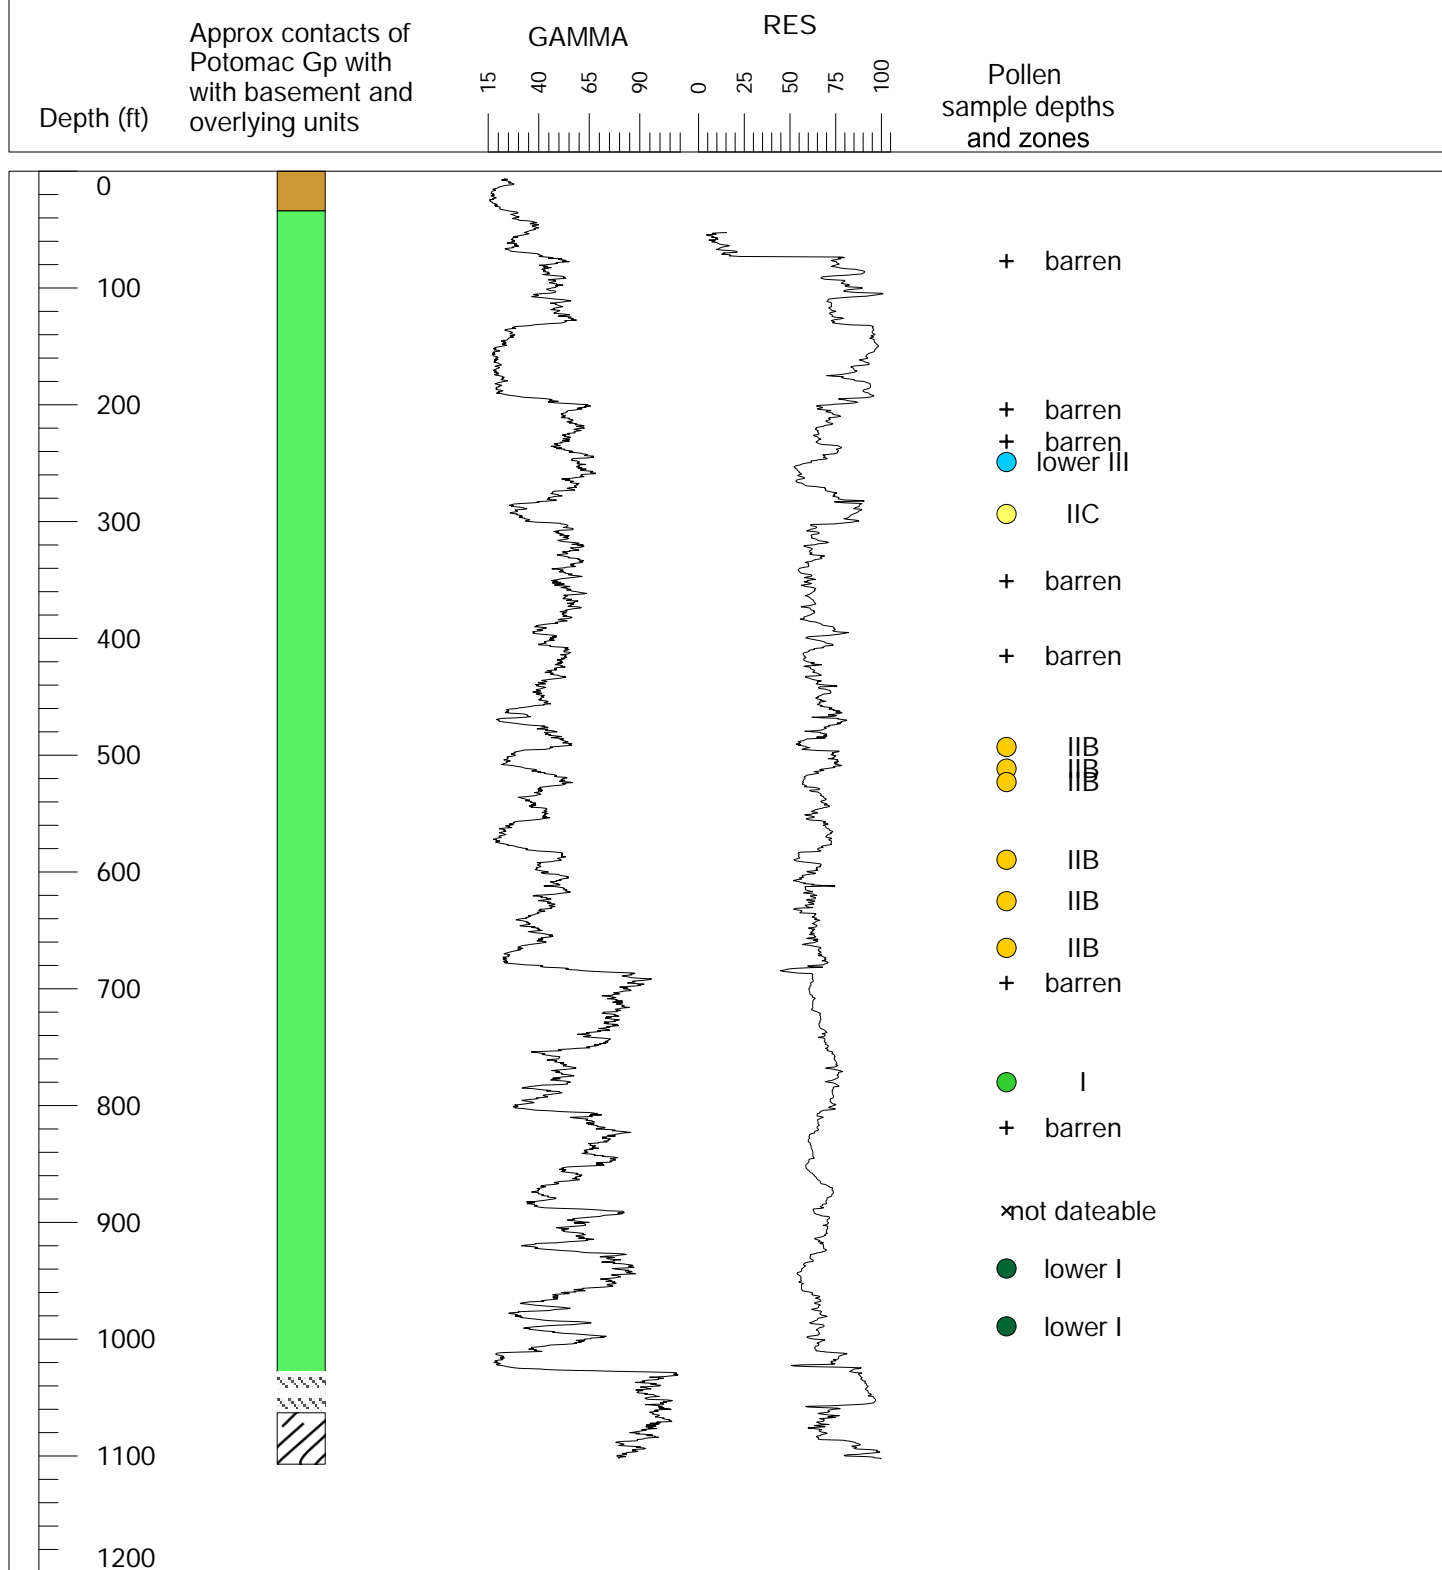 Approx contacts of
Potomac Gp with
with basement and
overlying units
Depth (ft)
GAMMA
15 40 65 90
RES
0 25 50 75 100
Pollen
sample depths
and zones
0
barren
100
200 barren
barren
lower III
IIC
300
barren
400
barren
IIB
500
IIB
IIB
IIB
600
IIB
IIB
barren
700
I
800
barren
not dateable
900
lower I
lower I
1000
1100
1200